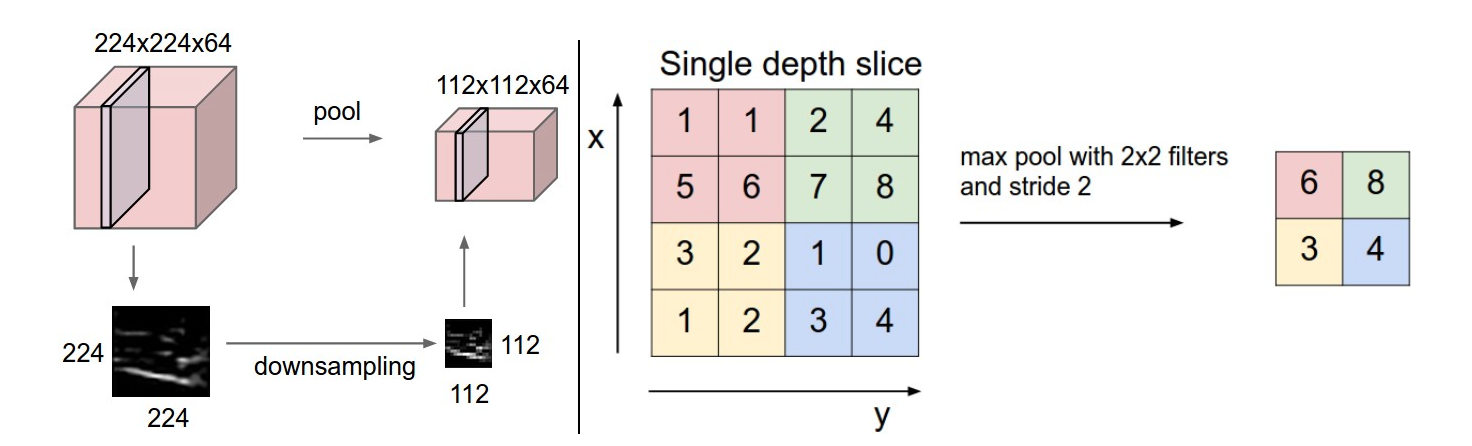 224x224x64
pool
112x112x64
224
224
downsampling
112
112
Single depth slice
x
1 1 2 4
5 6 7 8
3 2 1 0
1 2 3 4
y
max pool with 2x2 filters
and stride 2
6 8
3 4